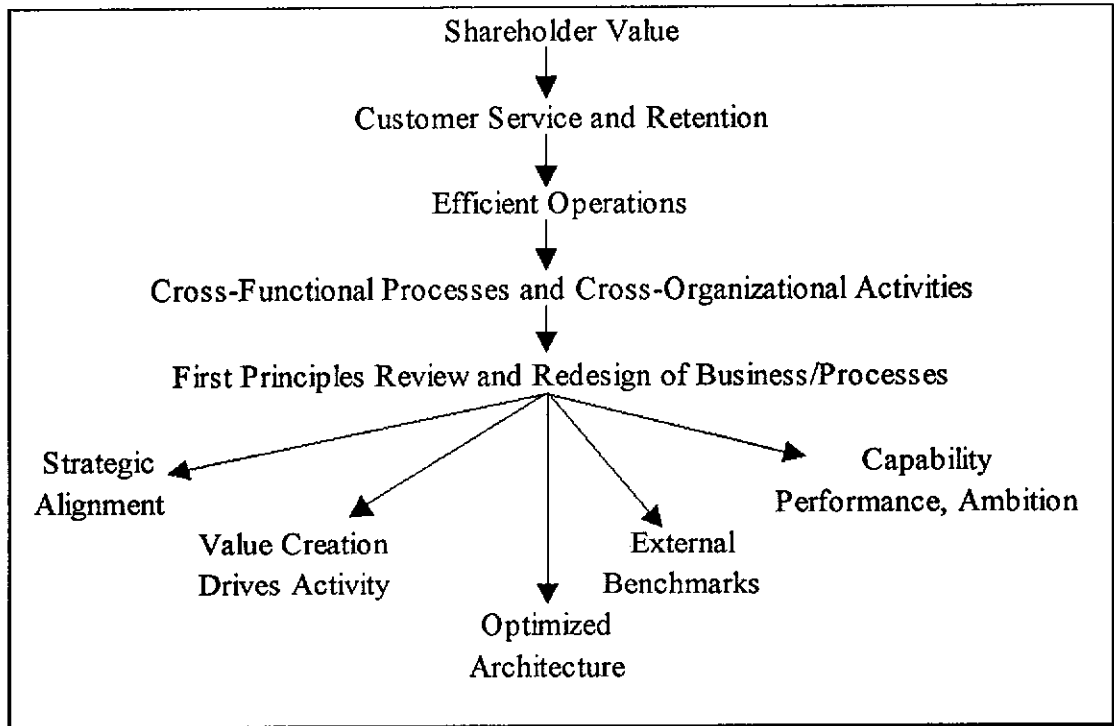 Shareholder Value
Customer Service and Retention
Efficient Operations
Cross-Functional Processes and Cross-Organizational Activities
First Principles Review and Redesign of Business/Processes
Strategic
Alignment
Value Creation
Drives Activity
Optimized
Architecture
External
Benchmarks
Capability
Performance, Ambition